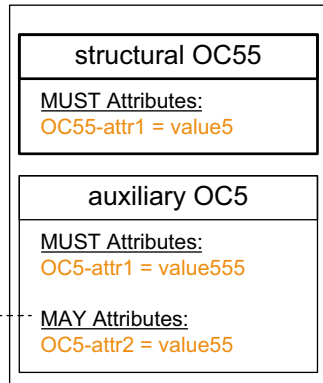 structural OC55
MUST Attributes:
OC55-attr1 = value5
auxiliary OC5
MUST Attributes:
OC5-attr1 = value555
MAY Attributes:
OC5-attr2 = value55